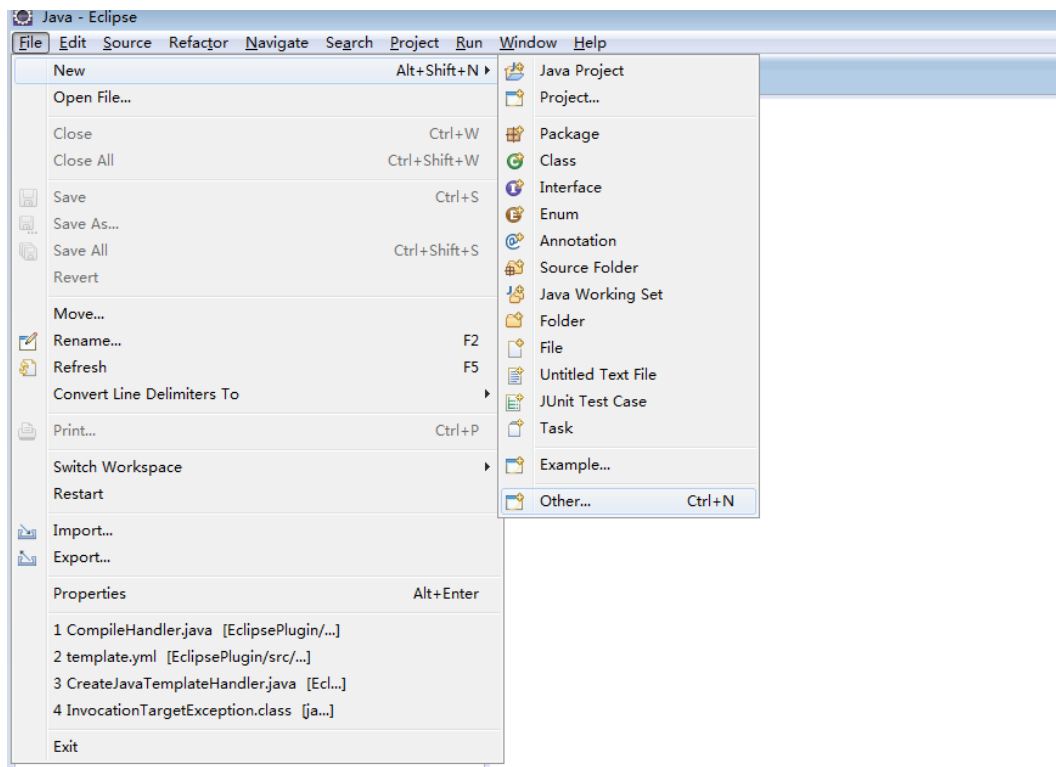 Java - Eclipse
File Edit Source Refactor Navigate Search Project Run Window Help
New Alt+Shift+N
Open File...
Close Ctrl+W
Close All Ctrl+Shift+W
Save Ctrl+S
Save As...
Save All Ctrl+Shift+S
Revert
Move...
Rename... F2
Refresh F5
Convert Line Delimiters To
Print... Ctrl+P
Switch Workspace
Restart
Import...
Export...
Properties Alt+Enter
1 CompileHandler.java [EclipsePlugin/...]
2 template.yml [EclipsePlugin/src/...]
3 CreateJavaTemplateHandler.java [Ecl...]
4 InvocationTargetException.class [ja...]
Exit
Java Project
Project...
Package
Class
Interface
Enum
Annotation
Source Folder
Java Working Set
Folder
File
Untitled Text File
JUnit Test Case
Task
Example...
Other... Ctrl+N